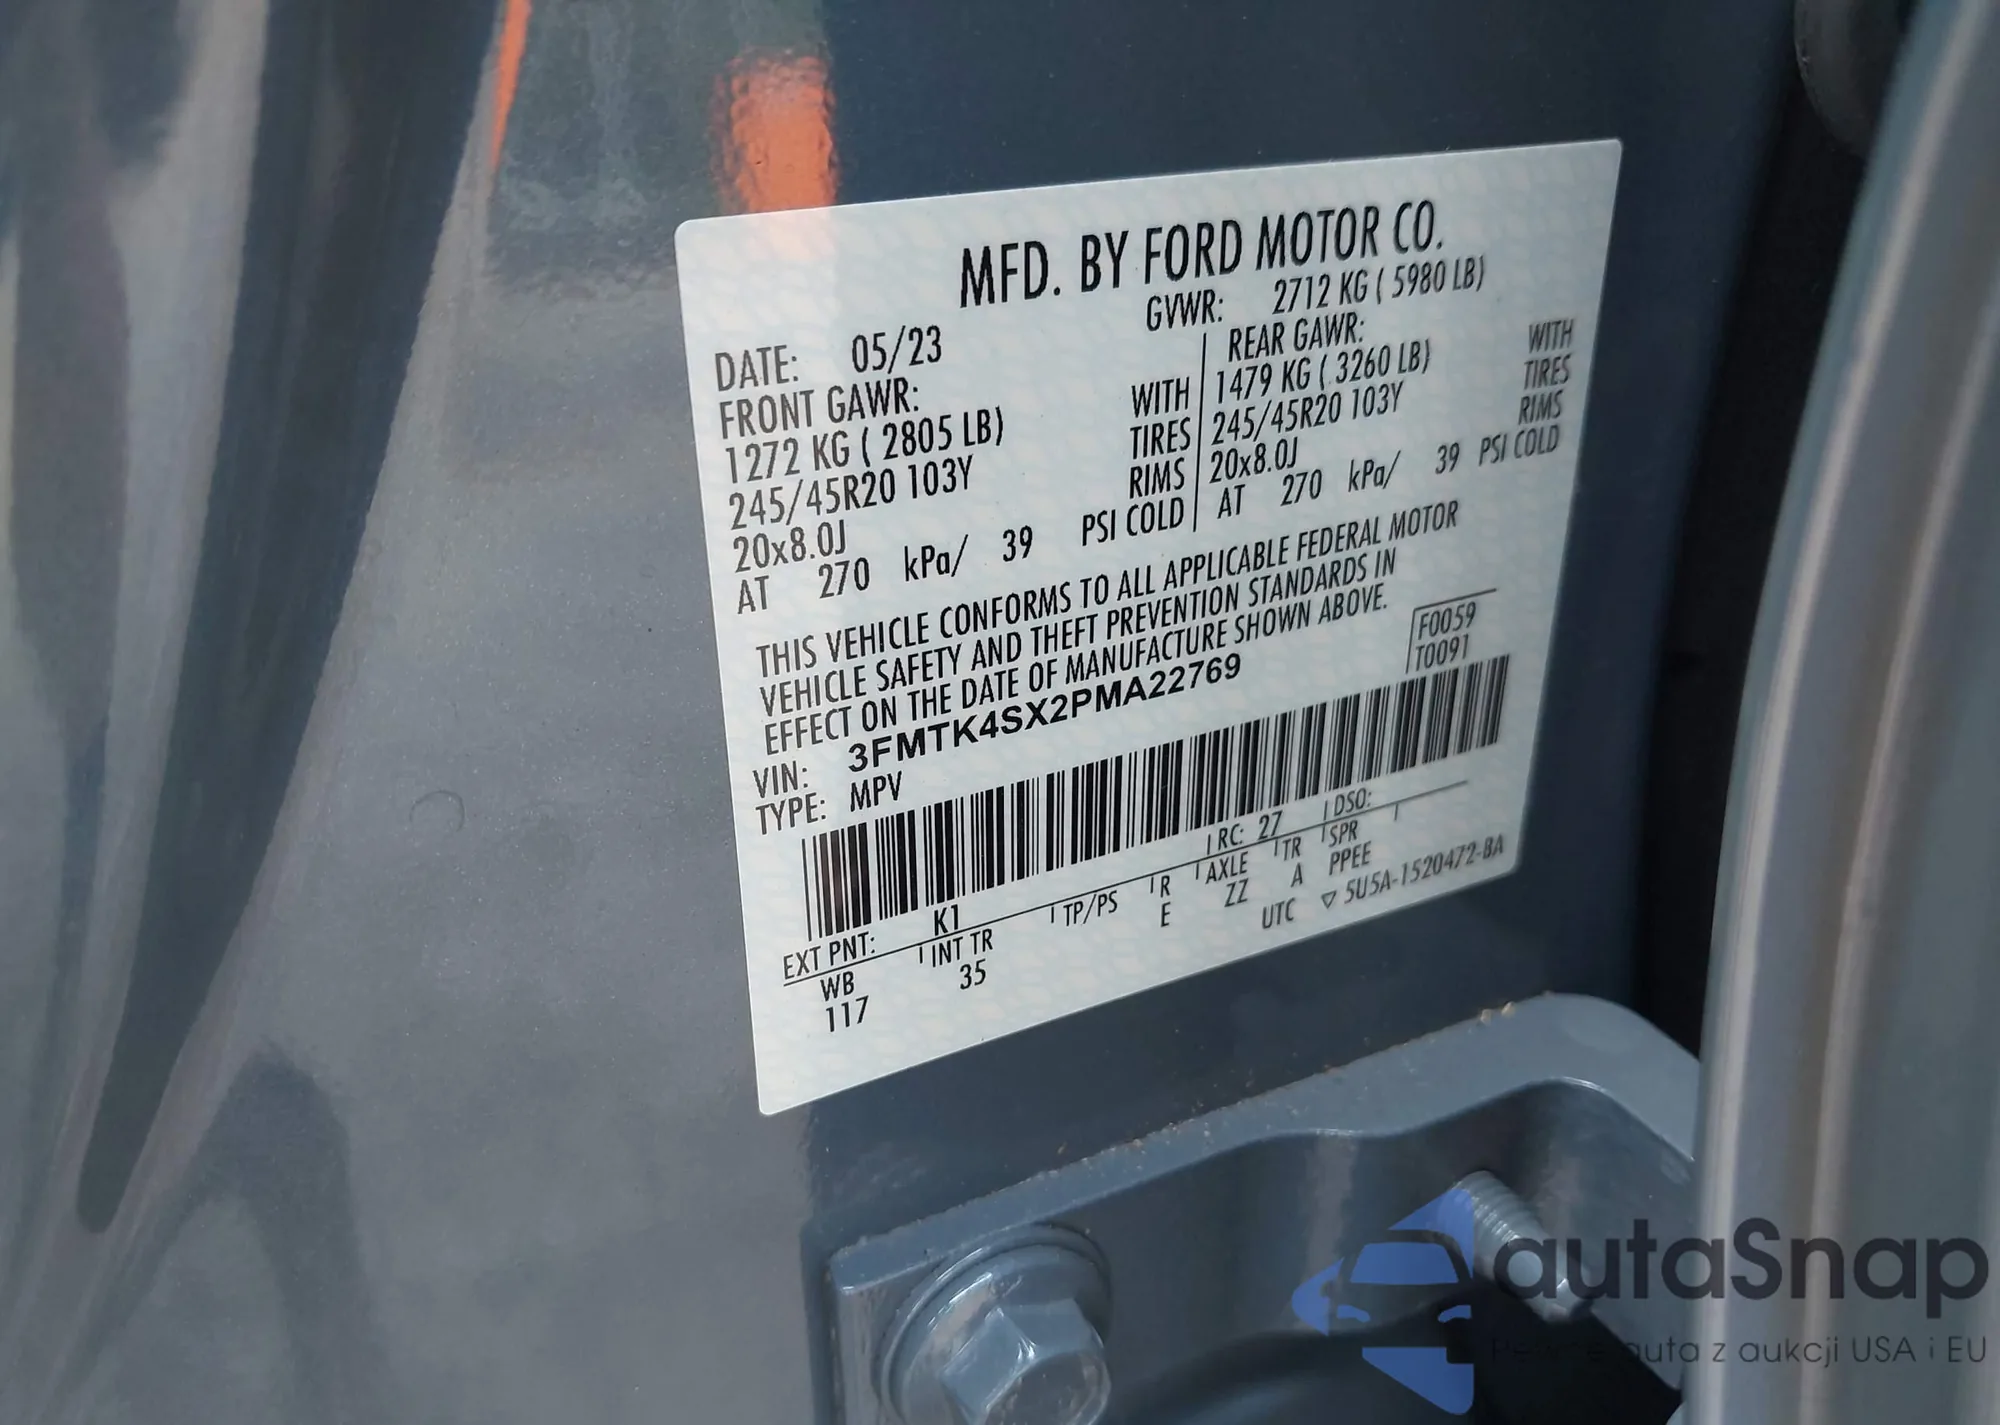 MFD. BY FORD MOTOR CO.
DATE: 05/23 GVWR: 2712 KG ( 5980 LB)
FRONT GAWR: REAR GAWR:
1272 KG ( 2805 LB) WITH 1479 KG ( 3260 LB) WITH
245/45R20 103Y TIRES 245/45R20 103Y TIRES
20x8.0J RIMS 20x8.0J RIMS
AT 270 kPa/ 39 PSI COLD AT 270 kPa/ 39 PSI COLD
THIS VEHICLE CONFORMS TO ALL APPLICABLE FEDERAL MOTOR
VEHICLE SAFETY AND THEFT PREVENTION STANDARDS IN
EFFECT ON THE DATE OF MANUFACTURE SHOWN ABOVE.
F0059
T0091
VIN: 3FMTK4SX2PMA22769
TYPE: MPV
EXT PNT: K1 RC: 27 DSO:
WB INT TR TP/PS R AXLE TR SPR
117 35 E ZZ A PPEE
UTC ▽ 5U5A-1520472-BA
autaSnap
auta z aukcji USA i EU